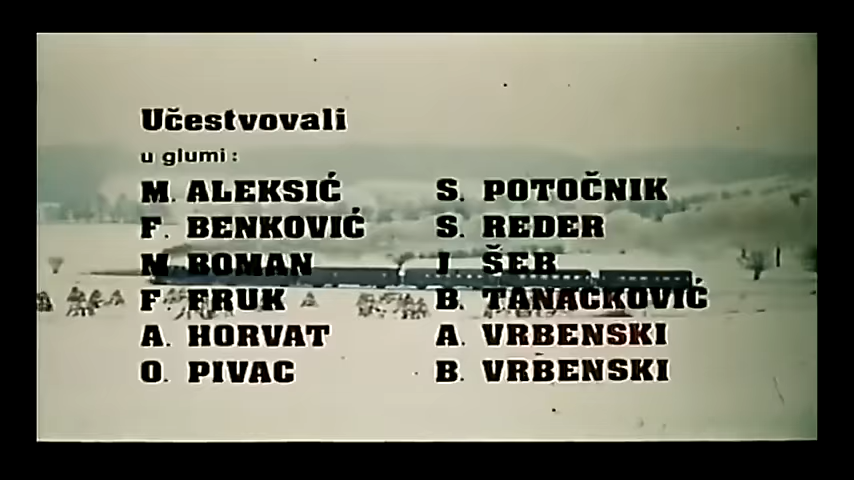 Učestvovali
u glumi :
M. ALEKSIĆ
F. BENKOVIĆ
M. BOMAN
F. FRUK
A. HORVAT
O. PIVAC
S. POTOČNIK
S. REDER
J. ŠER
B. TANACKOVIĆ
A. VRBENSKI
B. VRBENSKI